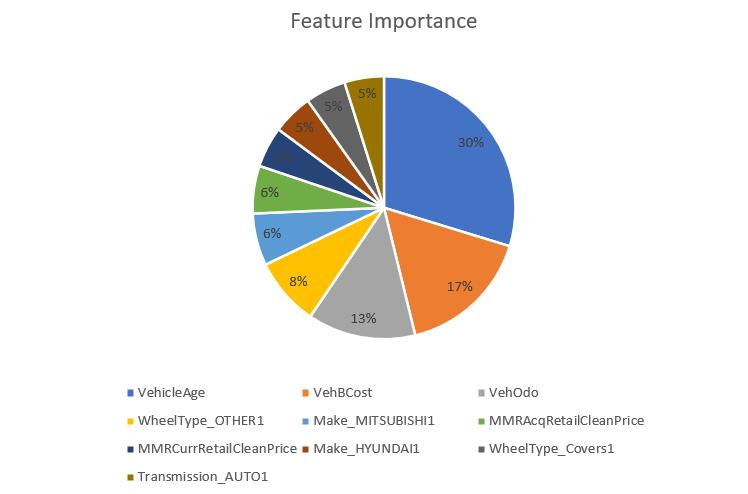 Feature Importance
5%
5%
5%
30%
6%
6%
8%
17%
13%
VehicleAge
VehBCost
VehOdo
WheelType_OTHER1
Make_MITSUBISHI1
MMRAcqRetailCleanPrice
MMRCurrRetailCleanPrice
Make_HYUNDAI1
WheelType_Covers1
Transmission_AUTO1